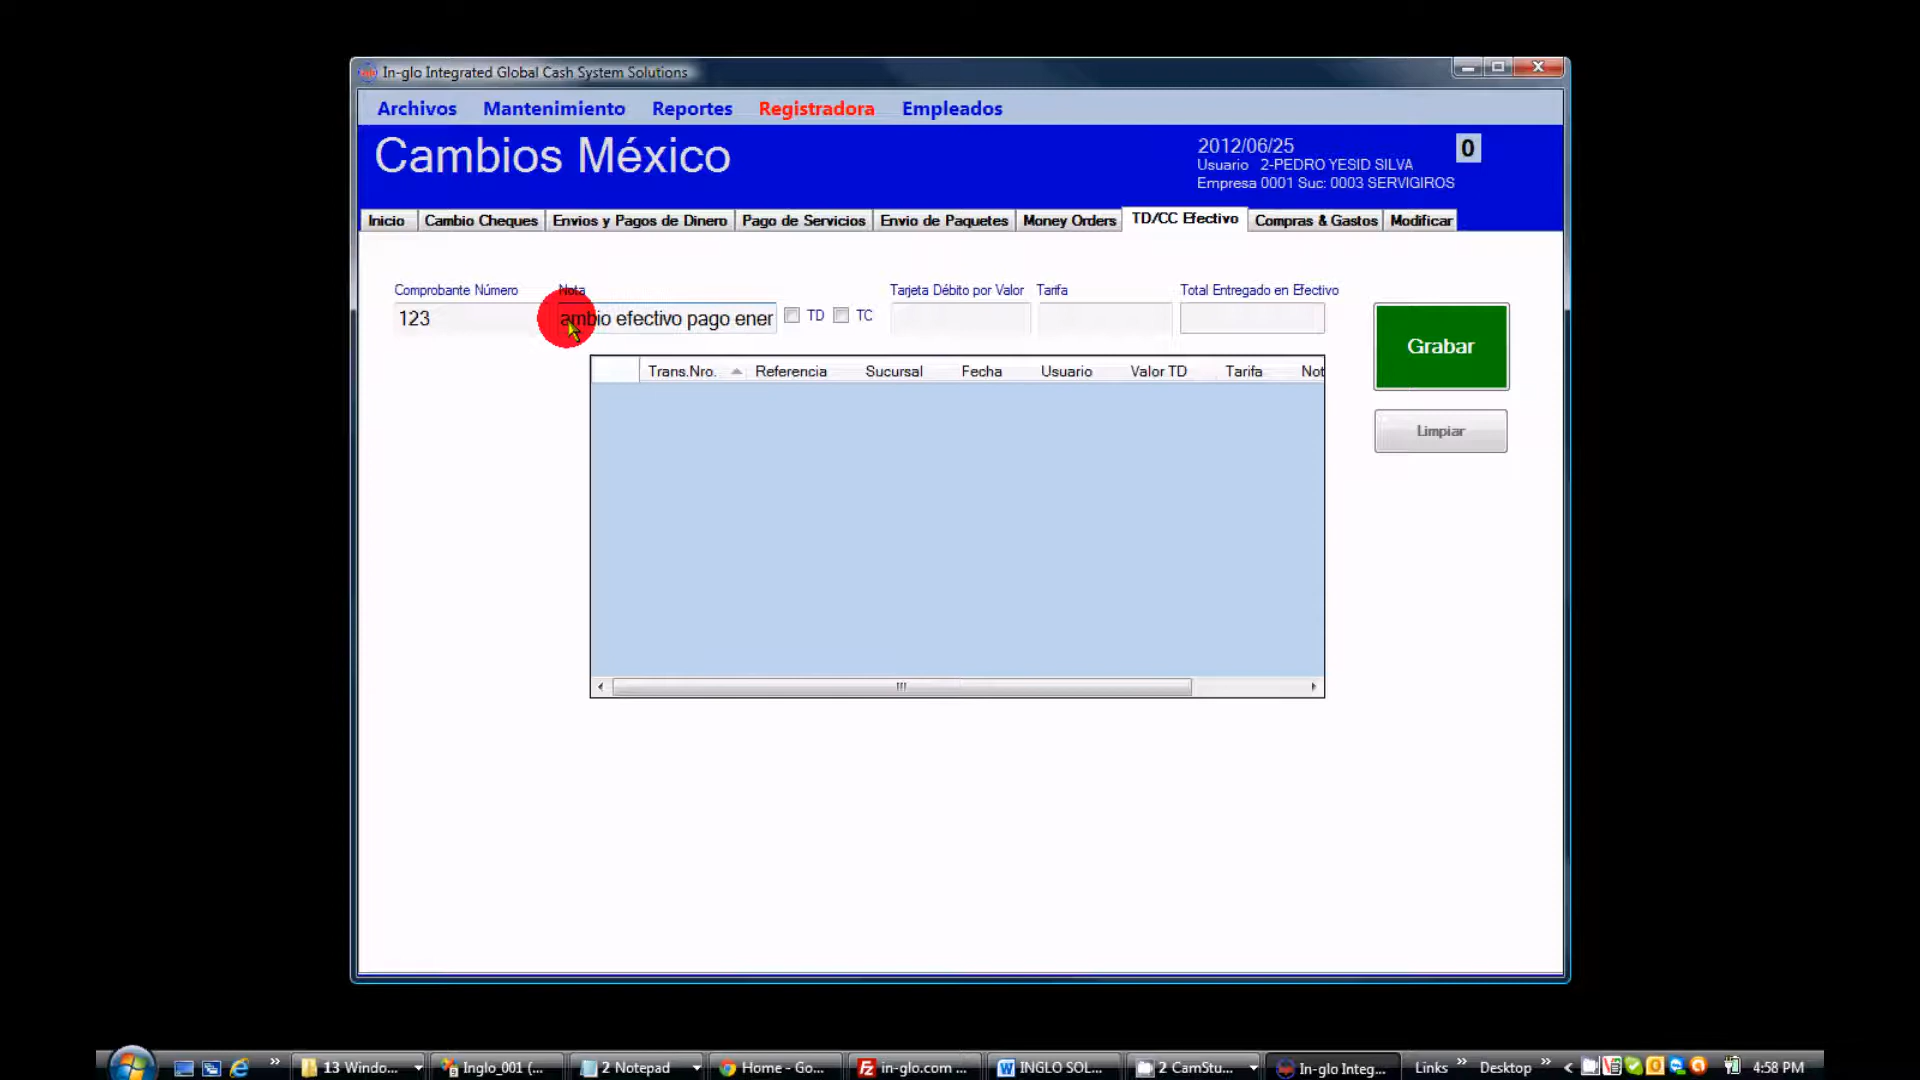 In-glo Integrated Global Cash System Solutions
Archivos Mantenimiento Reportes Registradora Empleados
Cambios México
2012/06/25
Usuario 2-PEDRO YESID SILVA
Empresa 0001 Suc: 0003 SERVIGIROS
0
Inicio Cambio Cheques Envios y Pagos de Dinero Pago de Servicios Envio de Paquetes Money Orders TD/CC Efectivo Compras & Gastos Modificar
Comprobante Número Nota Tarjeta Débito por Valor Tarifa Total Entregado en Efectivo
123 ambio efectivo pago ener TD TC
Grabar
Limpiar
Trans.Nro. Referencia Sucursal Fecha Usuario Valor TD Tarifa Not
13 Windo... Inglo_001 (... 2 Notepad Home - Go... in-glo.com ... INGLO SOL... 2 CamStu... In-glo Integ... Links Desktop 4:58 PM